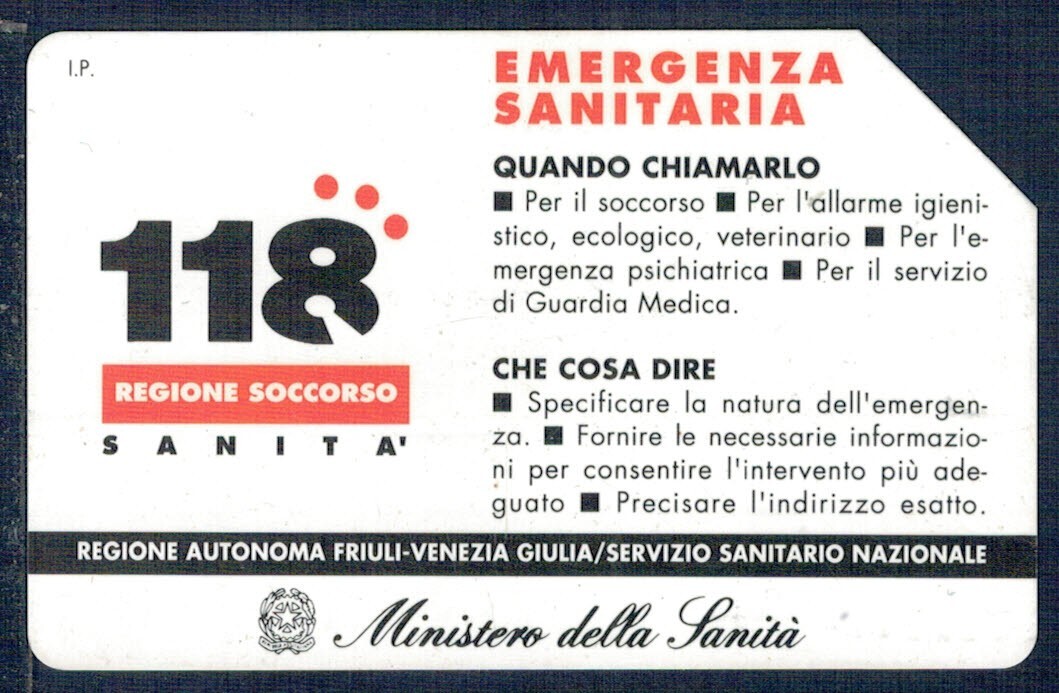 I.P.
118
REGIONE SOCCORSO
SANITA'
EMERGENZA
SANITARIA
QUANDO CHIAMARLO
■ Per il soccorso ■ Per l'allarme igieni-
stico, ecologico, veterinario ■ Per l'e-
mergenza psichiatrica ■ Per il servizio
di Guardia Medica.
CHE COSA DIRE
■ Specificare la natura dell'emergen-
za. ■ Fornire le necessarie informazio-
ni per consentire l'intervento più ade-
guato ■ Precisare l'indirizzo esatto.
REGIONE AUTONOMA FRIULI-VENEZIA GIULIA/SERVIZIO SANITARIO NAZIONALE
Ministero della Sanità